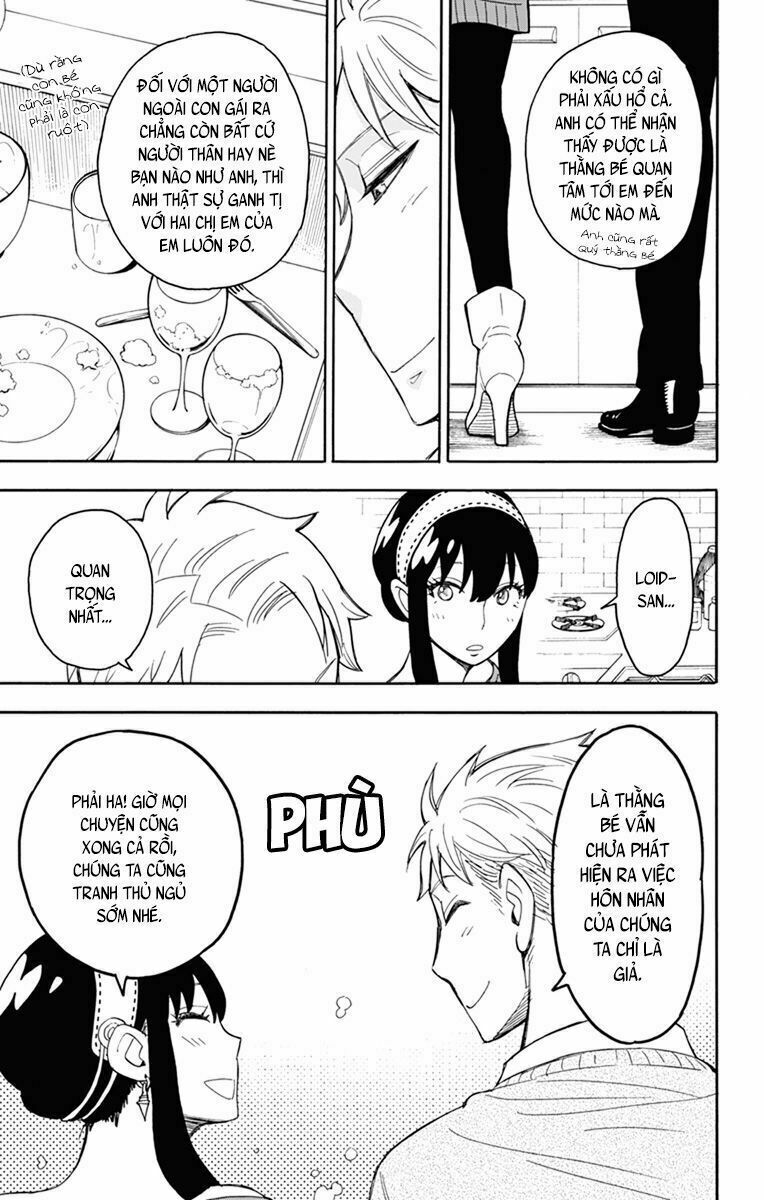 KHÔNG CÓ GÌ
PHẢI XẤU HỔ CẢ.
ANH CÓ THỂ NHẬN
THẤY ĐƯỢC LÀ
THẰNG BÉ QUAN
TÂM TỚI EM ĐẾN
MỨC NÀO MÀ.
Anh cũng rất
quý thằng bé
ĐỐI VỚI MỘT NGƯỜI
NGOÀI CON GÁI RA
CHẲNG CÒN BẤT CỨ
NGƯỜI THÂN HAY NÈ
BẠN NÀO NHƯ ANH, THÌ
ANH THẬT SỰ GANH TỊ
VỚI HAI CHỊ EM CỦA
EM LUÔN ĐÓ.
(Dù rằng
con bé
cũng không
phải là con
ruột)
LOID-
SAN...
QUAN
TRỌNG
NHẤT...
LÀ THẰNG
BÉ VẪN
CHƯA PHÁT
HIỆN RA VIỆC
HÔN NHÂN
CỦA CHÚNG
TA CHỈ LÀ
GIẢ.
PHÙ
PHẢI HA! GIỜ MỌI
CHUYỆN CŨNG
XONG CẢ RỒI,
CHÚNG TA CŨNG
TRANH THỦ NGỦ
SỚM NHÉ.